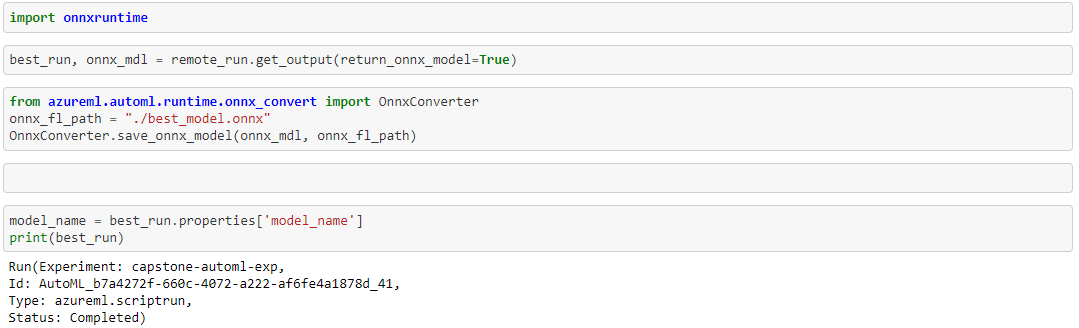 import onnxruntime
best_run, onnx_mdl = remote_run.get_output(return_onnx_model=True)
from azureml.automl.runtime.onnx_convert import OnnxConverter
onnx_fl_path = "./best_model.onnx"
OnnxConverter.save_onnx_model(onnx_mdl, onnx_fl_path)
model_name = best_run.properties['model_name']
print(best_run)
Run(Experiment: capstone-automl-exp,
Id: AutoML_b7a4272f-660c-4072-a222-af6fe4a1878d_41,
Type: azureml.scriptrun,
Status: Completed)